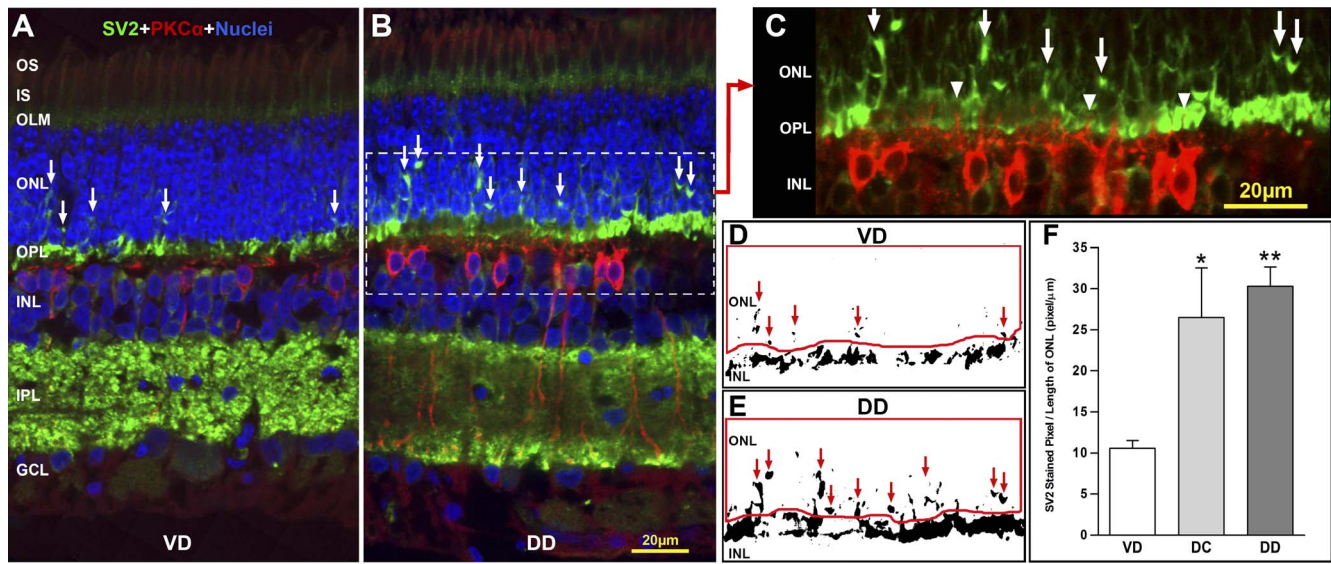 A
SV2+PKCα+Nuclei
OS
IS
OLM
ONL
OPL
INL
IPL
GCL
VD
B
DD
20µm
C
ONL
OPL
INL
20µm
D
VD
ONL
INL
E
DD
ONL
INL
F
SV2 Stained Pixel / Length of ONL (pixel/µm)
35
30
25
20
15
10
5
0
*
**
VD DC DD